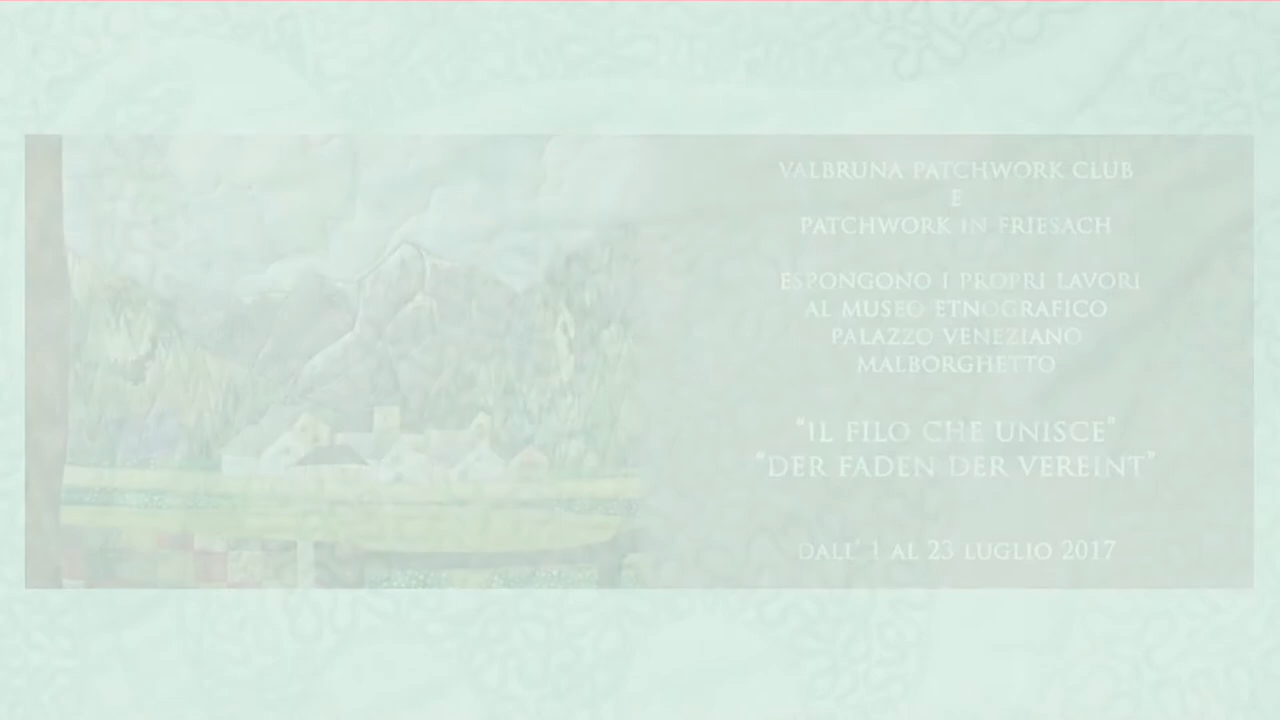 VALBRUNA PATCHWORK CLUB
E
PATCHWORK IN FRIESACH
ESPONGONO I PROPRI LAVORI
AL MUSEO ETNOGRAFICO
PALAZZO VENEZIANO
MALBORGHETTO
"IL FILO CHE UNISCE"
"DER FADEN DER VEREINT"
DALL' 1 AL 23 LUGLIO 2017